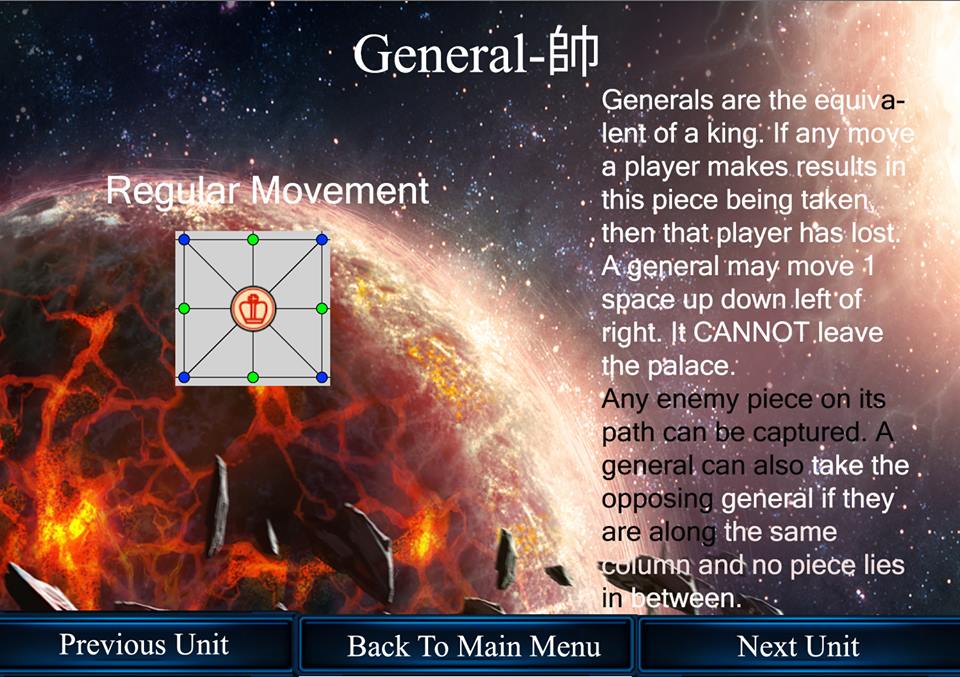 General-帥
Regular Movement
Generals are the equiva-
lent of a king. If any move
a player makes results in
this piece being taken,
then that player has lost.
A general may move 1
space up down left of
right. It CANNOT leave
the palace.
Any enemy piece on its
path can be captured. A
general can also take the
opposing general if they
are along the same
column and no piece lies
in between.
Previous Unit
Back To Main Menu
Next Unit